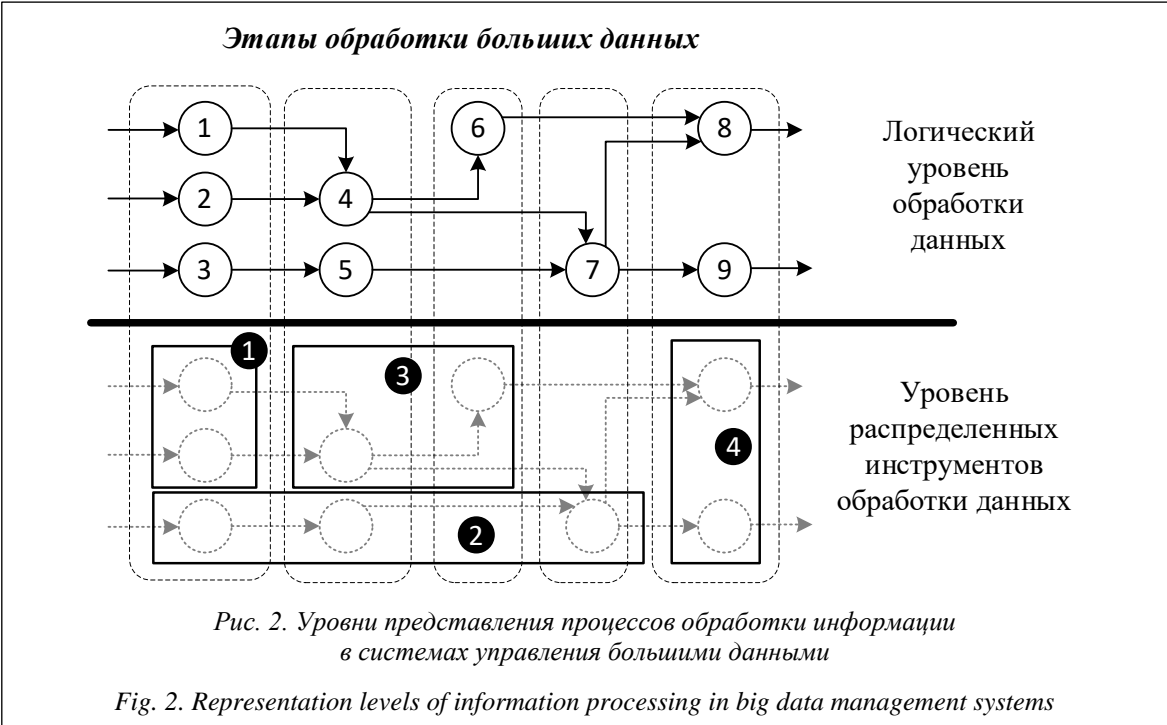 Этапы обработки больших данных
1
6
8
2
4
3
5
7
9
Логический
уровень
обработки
данных
1
3
4
2
Уровень
распределенных
инструментов
обработки данных
Рис. 2. Уровни представления процессов обработки информации
в системах управления большими данными
Fig. 2. Representation levels of information processing in big data management systems